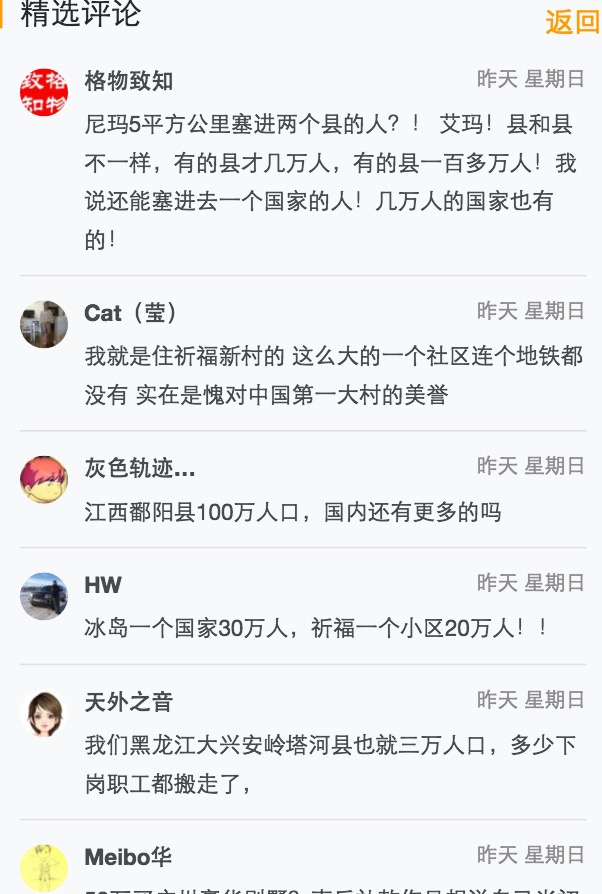 精选评论
返回
格物致知
昨天 星期日
尼玛5平方公里塞进两个县的人？！ 艾玛！县和县
不一样，有的县才几万人，有的县一百多万人！我
说还能塞进去一个国家的人！几万人的国家也有
的！
Cat（莹）
昨天 星期日
我就是住祈福新村的 这么大的一个社区连个地铁都
没有 实在是愧对中国第一大村的美誉
灰色轨迹...
昨天 星期日
江西鄱阳县100万人口，国内还有更多的吗
HW
昨天 星期日
冰岛一个国家30万人，祈福一个小区20万人！！
天外之音
昨天 星期日
我们黑龙江大兴安岭塔河县也就三万人口，多少下
岗职工都搬走了，
Meibo华
昨天 星期日